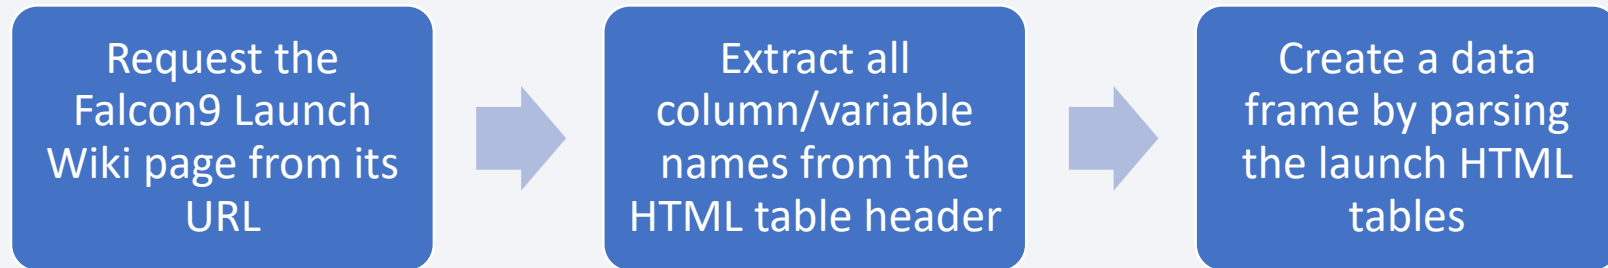 Request the
Falcon9 Launch
Wiki page from its
URL
Extract all
column/variable
names from the
HTML table header
Create a data
frame by parsing
the launch HTML
tables